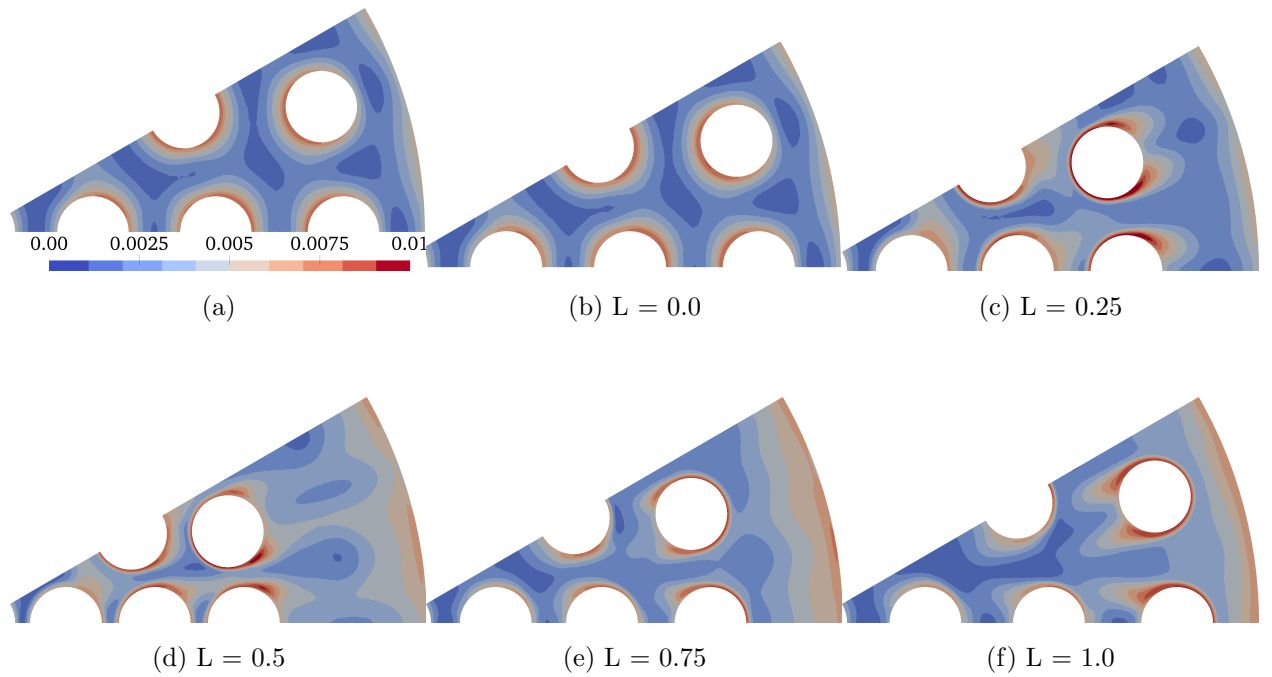 0.00 0.0025 0.005 0.0075 0.01
(a)
(b) L = 0.0
(c) L = 0.25
(d) L = 0.5
(e) L = 0.75
(f) L = 1.0